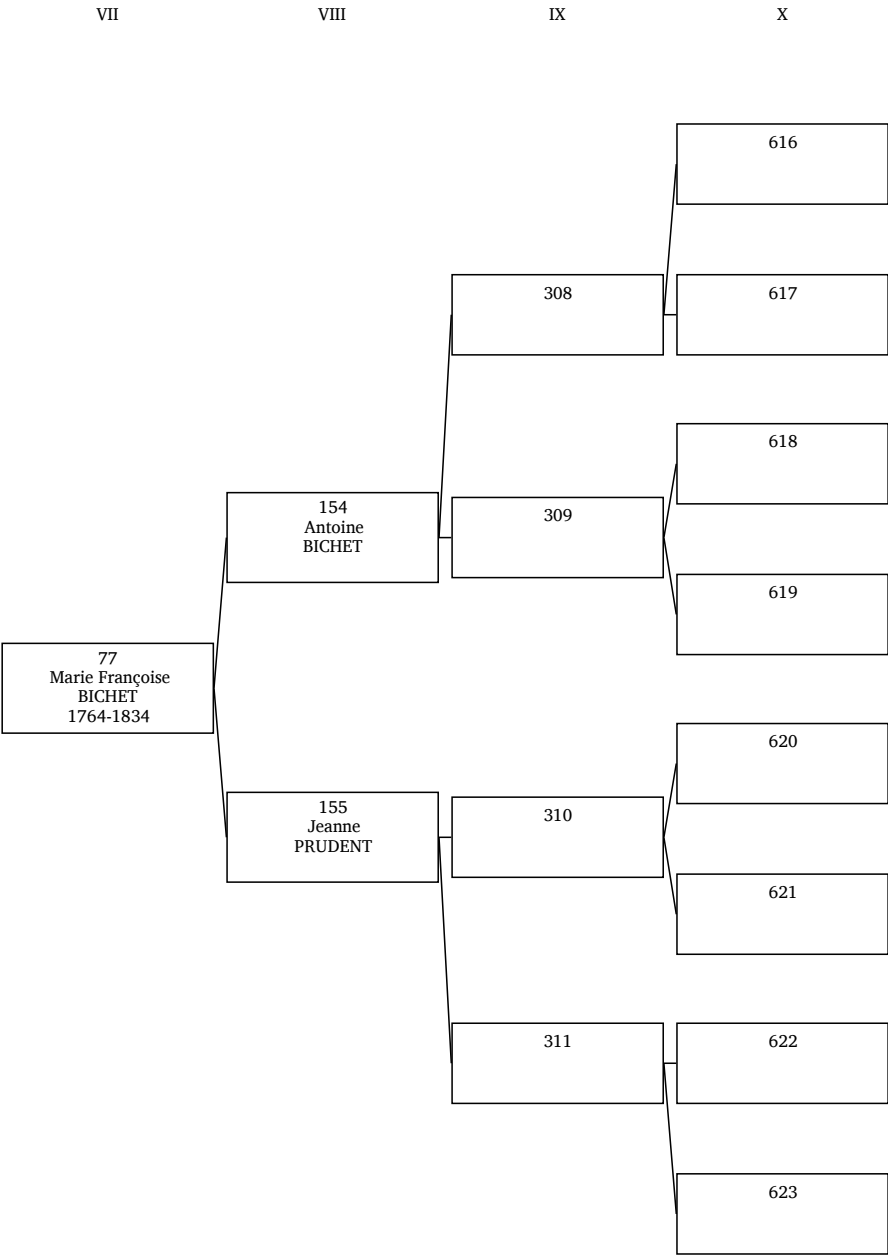 VII VIII IX X
616
308
617
618
154
Antoine
BICHET
309
619
77
Marie Françoise
BICHET
1764-1834
620
155
Jeanne
PRUDENT
310
621
311
622
623